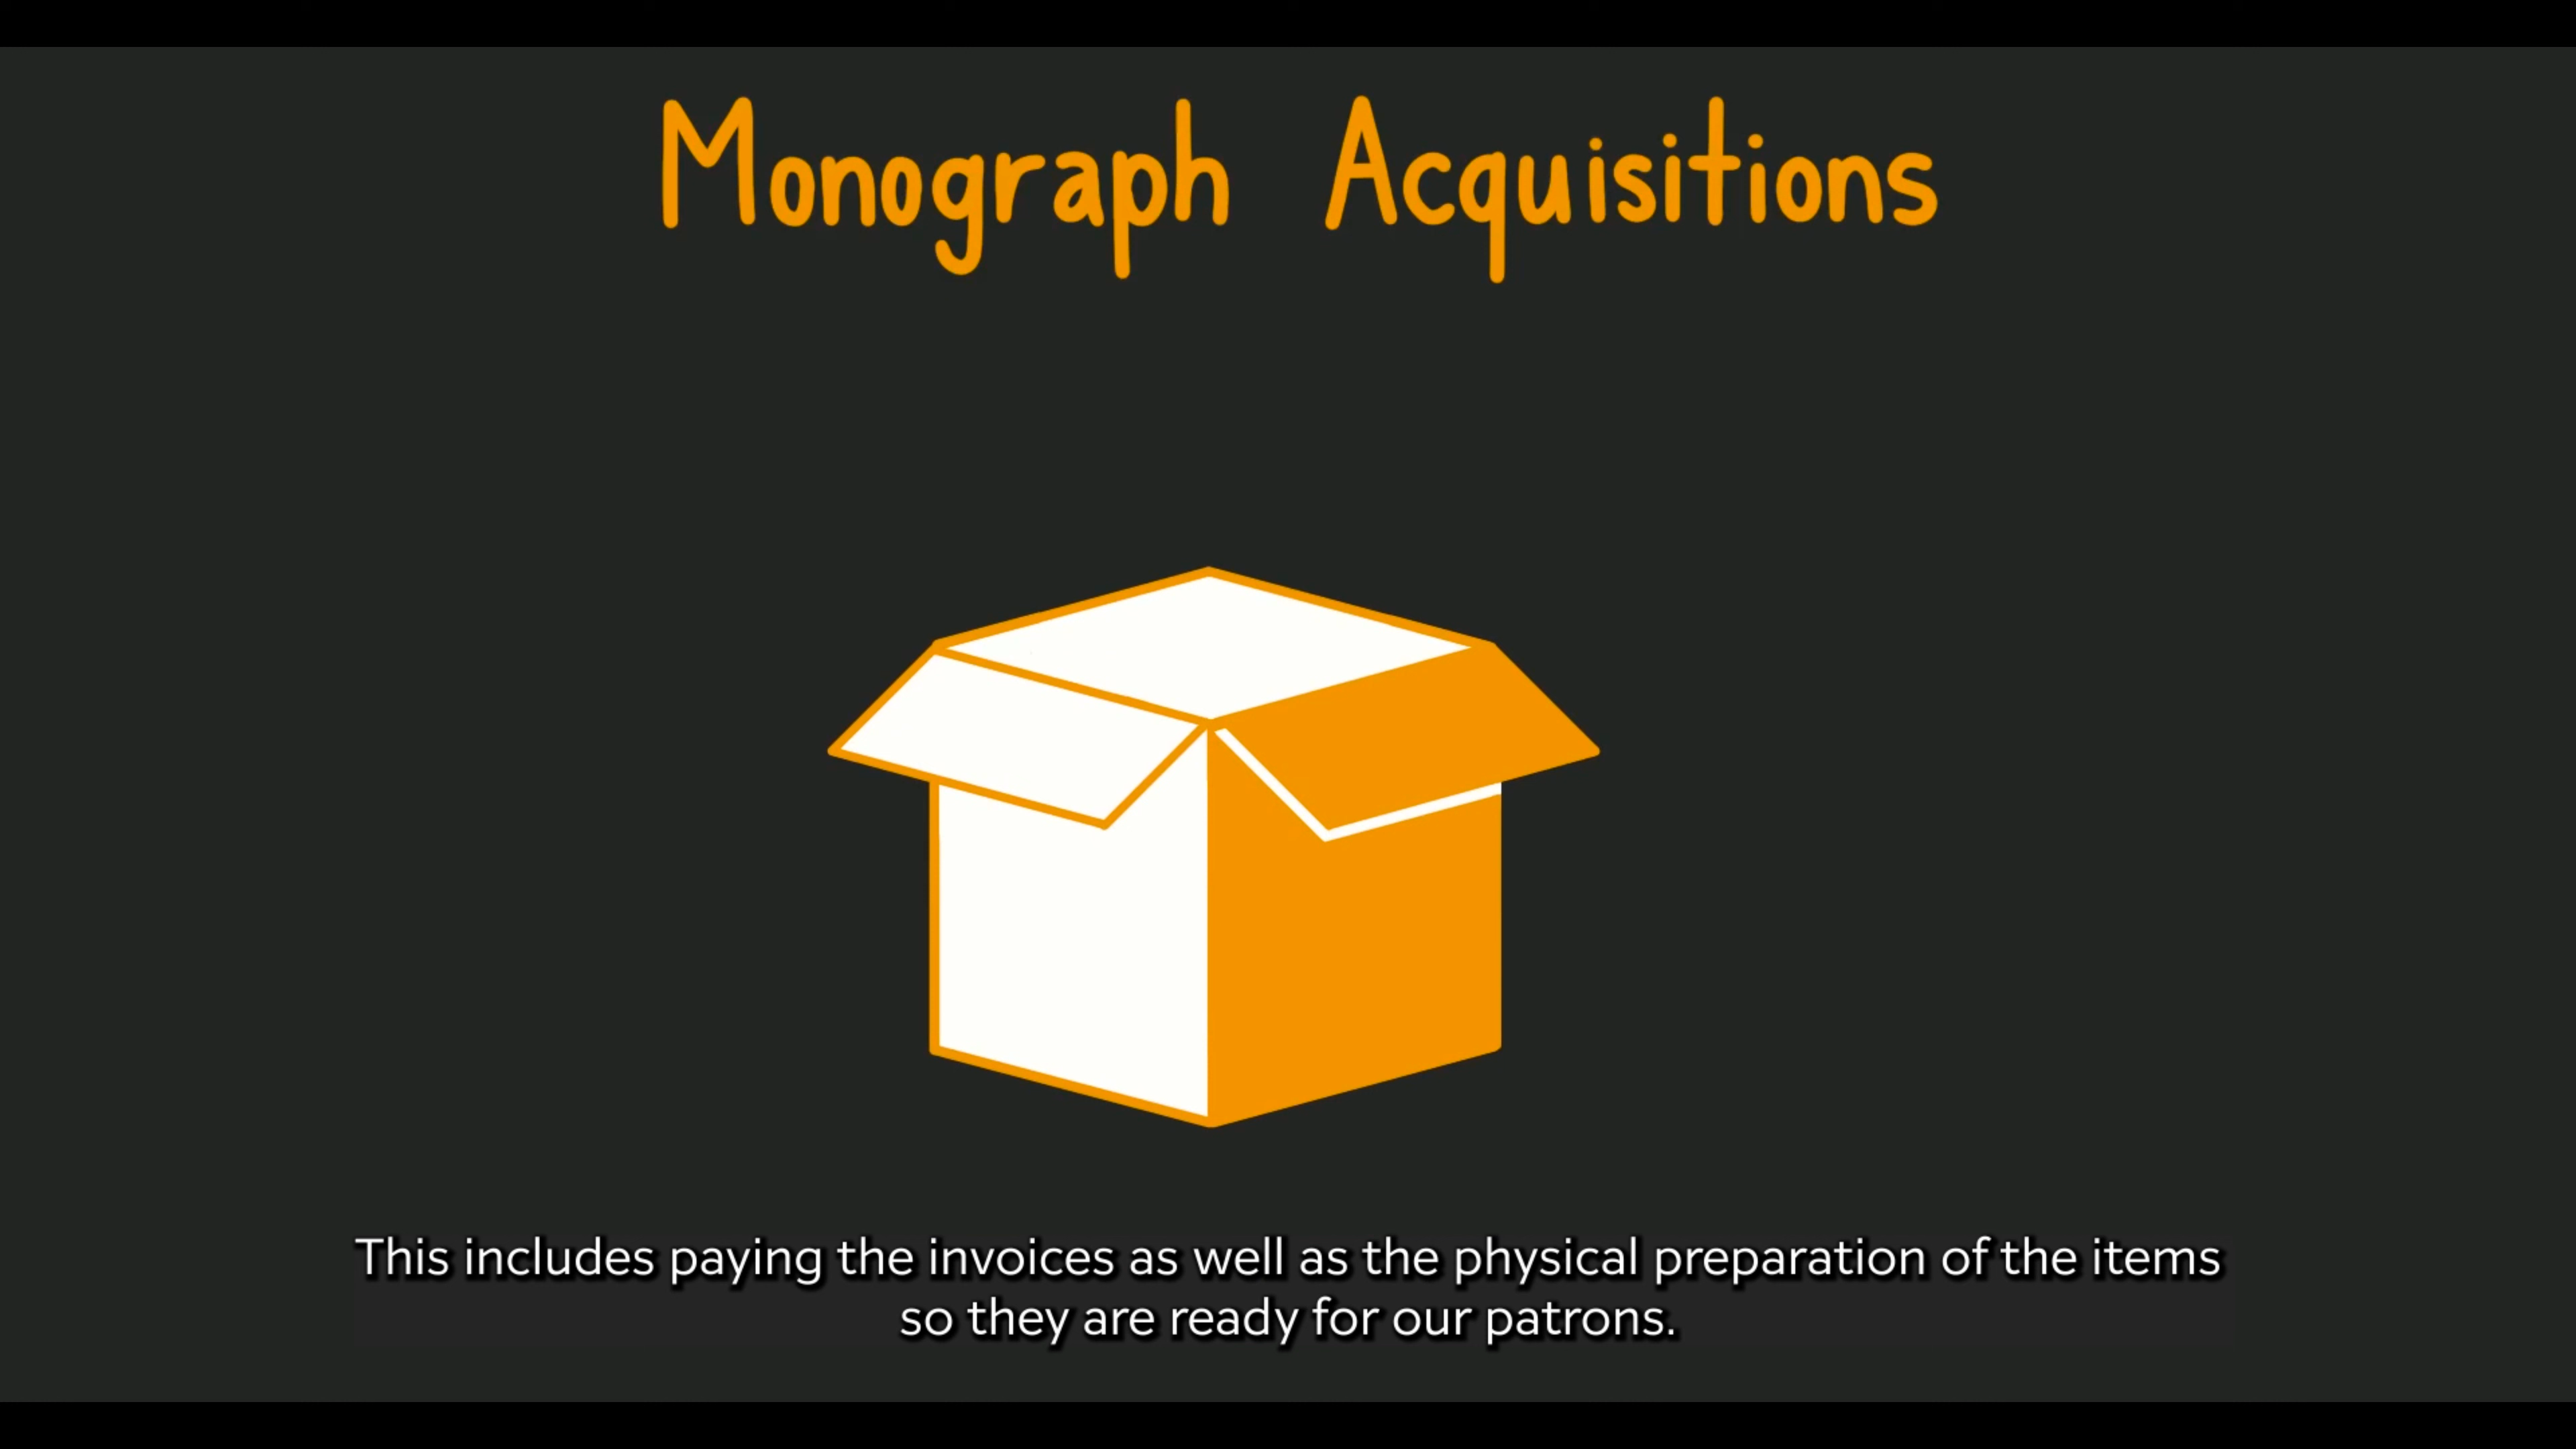 Monograph Acquisitions
This includes paying the invoices as well as the physical preparation of the items
so they are ready for our patrons.